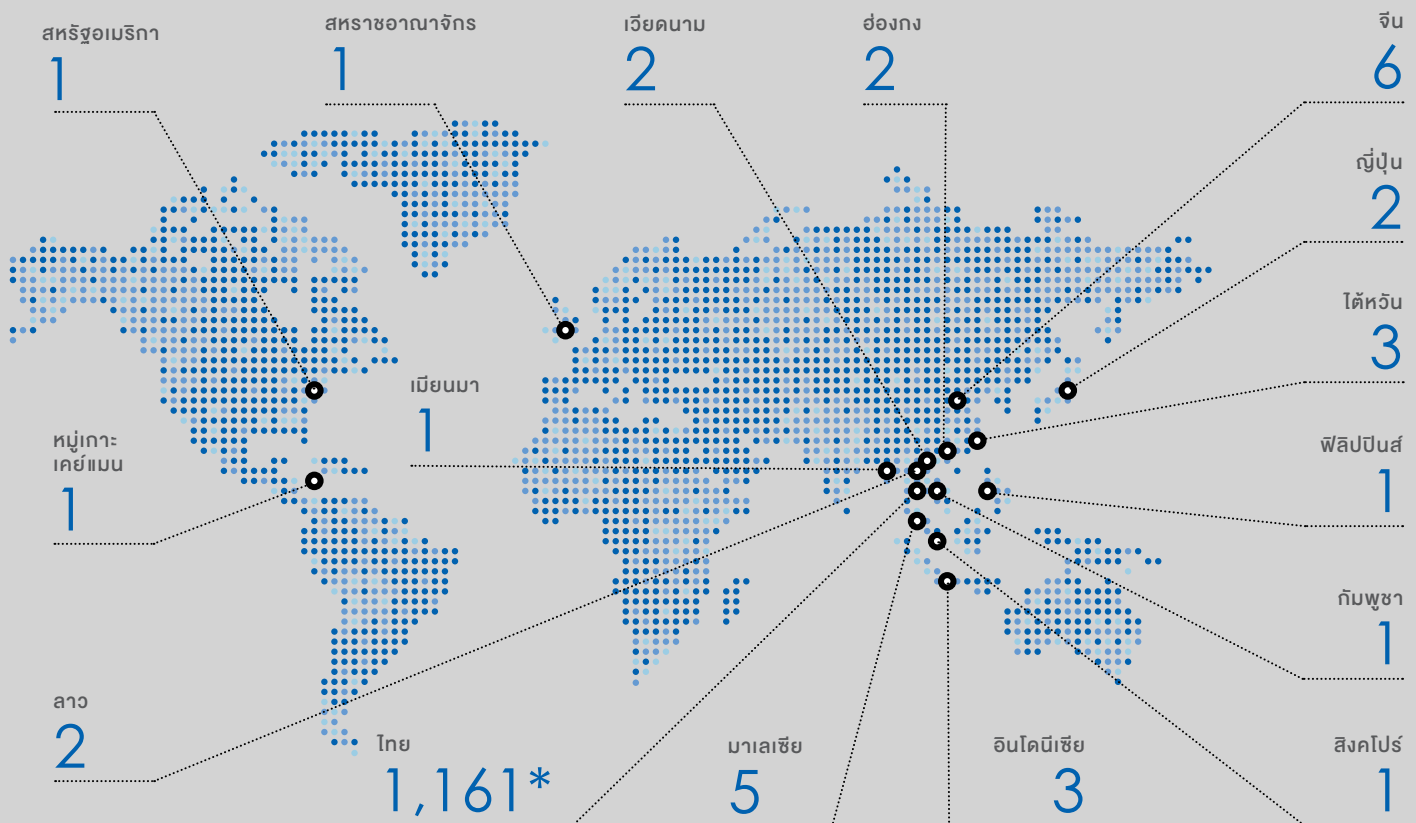 สหรัฐอเมริกา
1
สหราชอาณาจักร
1
เวียดนาม
2
ฮ่องกง
2
จีน
6
ญี่ปุ่น
2
ไต้หวัน
3
เมียนมา
1
หมู่เกาะ
เคย์แมน
1
ฟิลิปปินส์
1
กัมพูชา
1
ลาว
2
ไทย
1,161*
มาเลเซีย
5
อินโดนีเซีย
3
สิงคโปร์
1